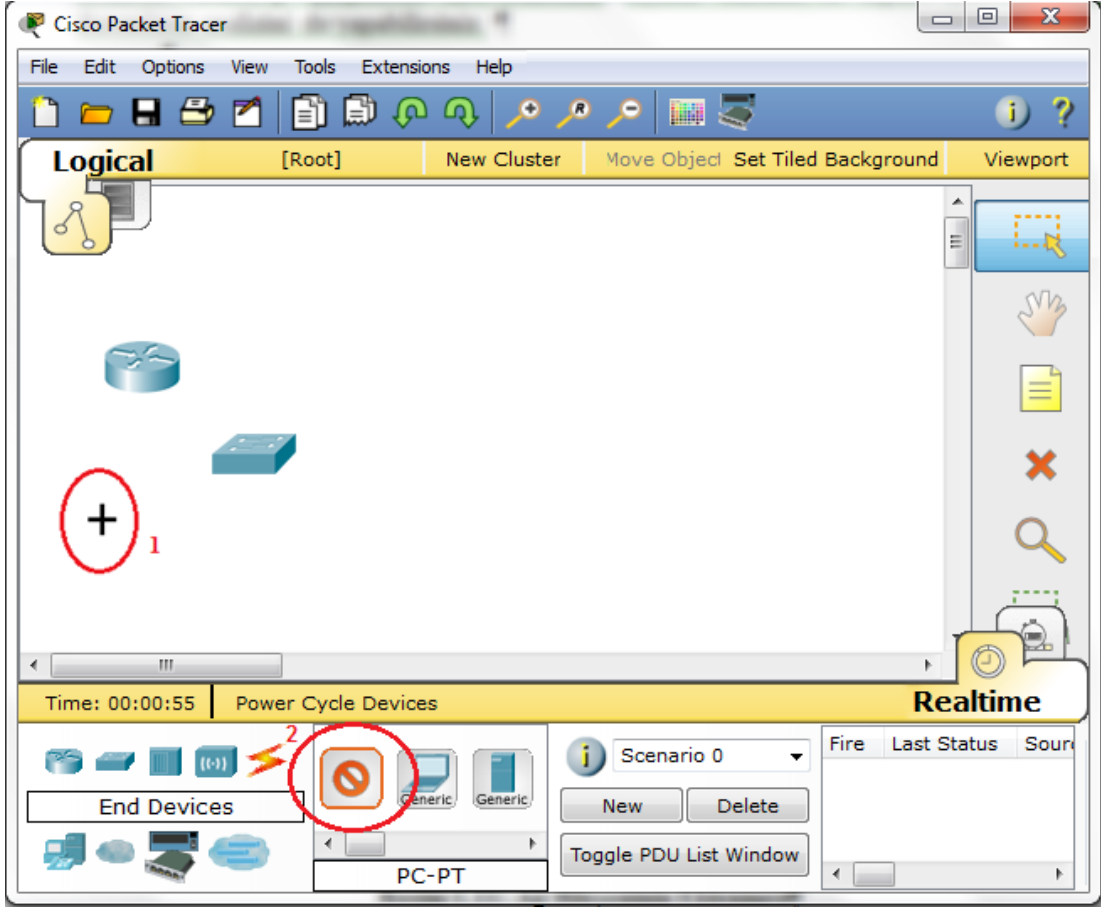 Cisco Packet Tracer
File Edit Options View Tools Extensions Help
Logical [Root] New Cluster Move Object Set Tiled Background Viewport
1
Time: 00:00:55 Power Cycle Devices Realtime
2
Generic Generic
End Devices
PC-PT
Scenario 0
New Delete
Toggle PDU List Window
Fire Last Status Sour